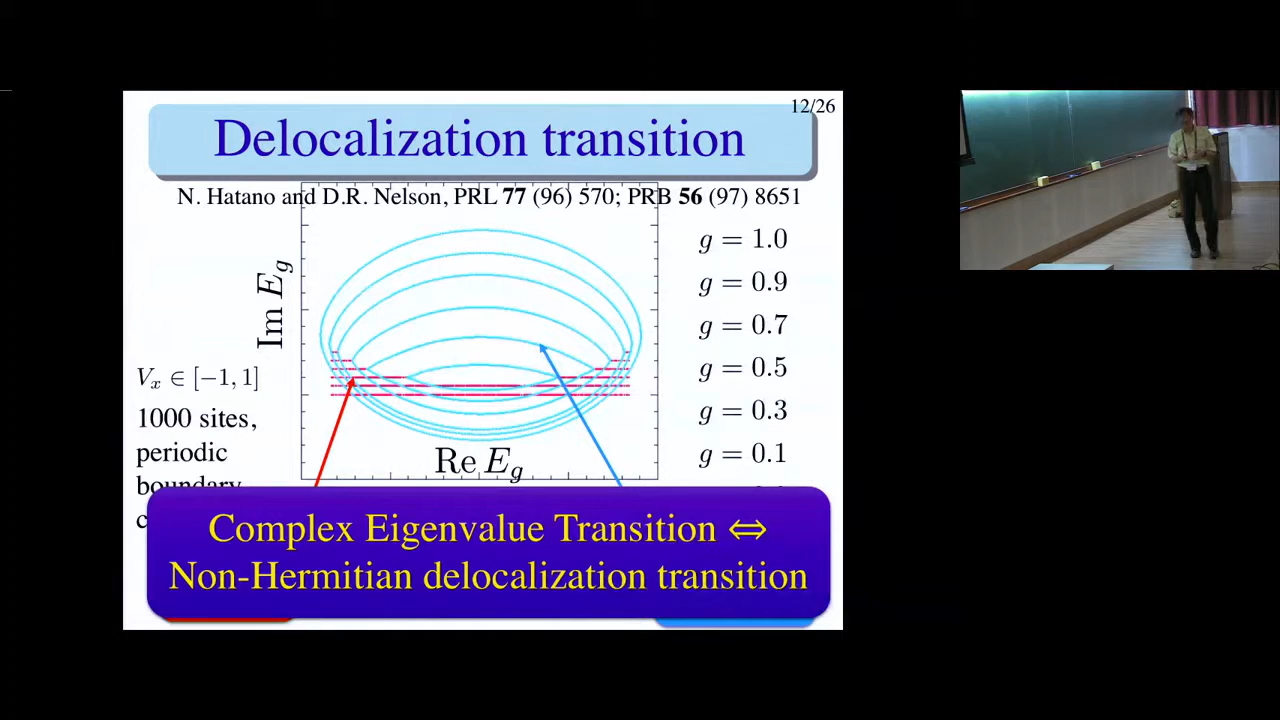 12/26
Delocalization transition
N. Hatano and D.R. Nelson, PRL 77 (96) 570; PRB 56 (97) 8651
Im E_g
Re E_g
g = 1.0
g = 0.9
g = 0.7
g = 0.5
g = 0.3
g = 0.1
V_x ∈ [-1, 1]
1000 sites,
periodic
boundary
Complex Eigenvalue Transition ⇔
Non-Hermitian delocalization transition